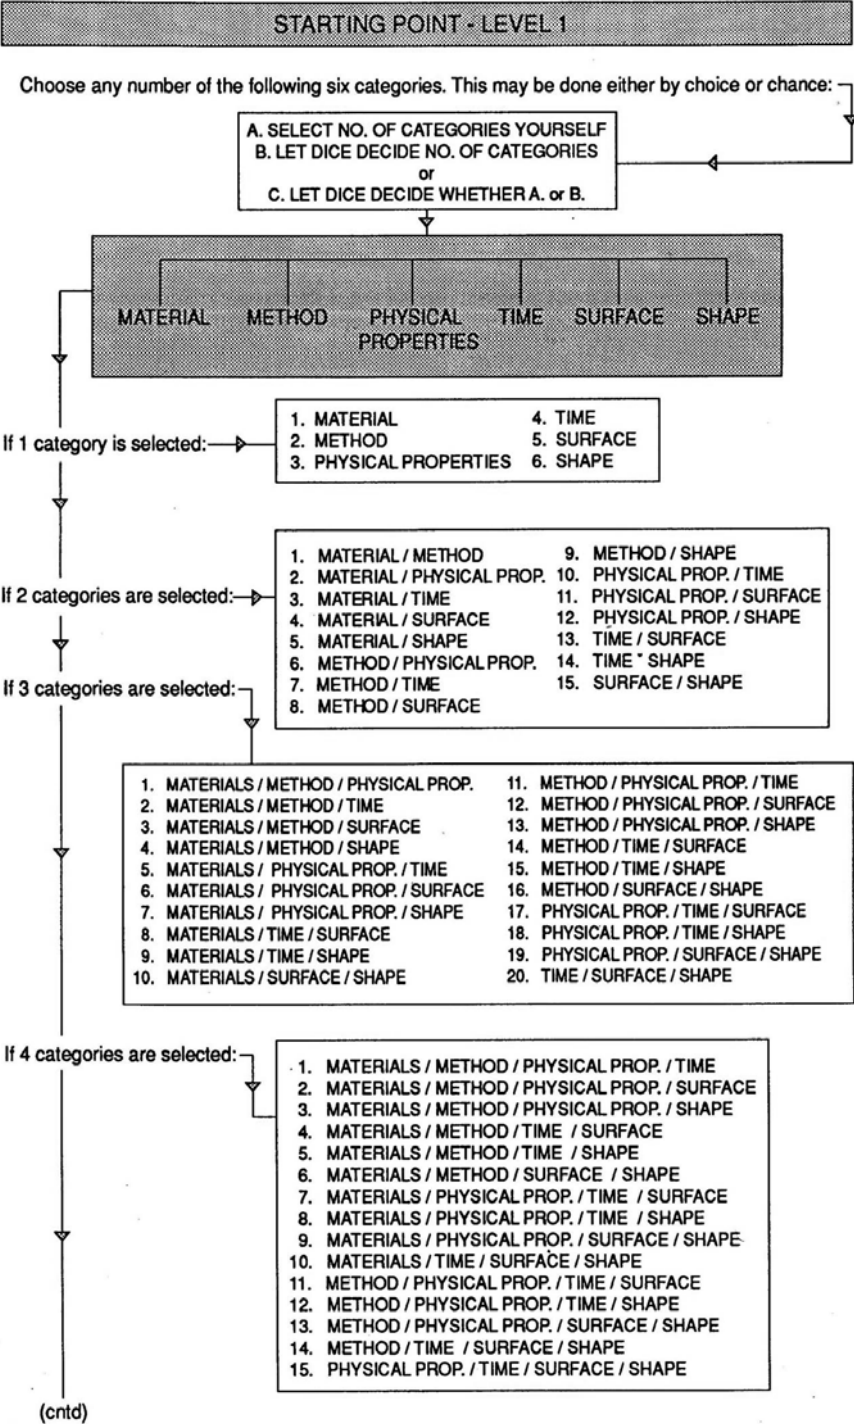 STARTING POINT - LEVEL 1
Choose any number of the following six categories. This may be done either by choice or chance:
A. SELECT NO. OF CATEGORIES YOURSELF
B. LET DICE DECIDE NO. OF CATEGORIES
or
C. LET DICE DECIDE WHETHER A. or B.
MATERIAL METHOD PHYSICAL TIME SURFACE SHAPE
PROPERTIES
If 1 category is selected:
1. MATERIAL
2. METHOD
3. PHYSICAL PROPERTIES
4. TIME
5. SURFACE
6. SHAPE
If 2 categories are selected:
1. MATERIAL / METHOD
2. MATERIAL / PHYSICAL PROP.
3. MATERIAL / TIME
4. MATERIAL / SURFACE
5. MATERIAL / SHAPE
6. METHOD / PHYSICAL PROP.
7. METHOD / TIME
8. METHOD / SURFACE
9. METHOD / SHAPE
10. PHYSICAL PROP. / TIME
11. PHYSICAL PROP. / SURFACE
12. PHYSICAL PROP. / SHAPE
13. TIME / SURFACE
14. TIME - SHAPE
15. SURFACE / SHAPE
If 3 categories are selected:
1. MATERIALS / METHOD / PHYSICAL PROP.
2. MATERIALS / METHOD / TIME
3. MATERIALS / METHOD / SURFACE
4. MATERIALS / METHOD / SHAPE
5. MATERIALS / PHYSICAL PROP. / TIME
6. MATERIALS / PHYSICAL PROP. / SURFACE
7. MATERIALS / PHYSICAL PROP. / SHAPE
8. MATERIALS / TIME / SURFACE
9. MATERIALS / TIME / SHAPE
10. MATERIALS / SURFACE / SHAPE
11. METHOD / PHYSICAL PROP. / TIME
12. METHOD / PHYSICAL PROP. / SURFACE
13. METHOD / PHYSICAL PROP. / SHAPE
14. METHOD / TIME / SURFACE
15. METHOD / TIME / SHAPE
16. METHOD / SURFACE / SHAPE
17. PHYSICAL PROP. / TIME / SURFACE
18. PHYSICAL PROP. / TIME / SHAPE
19. PHYSICAL PROP. / SURFACE / SHAPE
20. TIME / SURFACE / SHAPE
If 4 categories are selected:
1. MATERIALS / METHOD / PHYSICAL PROP. / TIME
2. MATERIALS / METHOD / PHYSICAL PROP. / SURFACE
3. MATERIALS / METHOD / PHYSICAL PROP. / SHAPE
4. MATERIALS / METHOD / TIME / SURFACE
5. MATERIALS / METHOD / TIME / SHAPE
6. MATERIALS / METHOD / SURFACE / SHAPE
7. MATERIALS / PHYSICAL PROP. / TIME / SURFACE
8. MATERIALS / PHYSICAL PROP. / TIME / SHAPE
9. MATERIALS / PHYSICAL PROP. / SURFACE / SHAPE
10. MATERIALS / TIME / SURFACE / SHAPE
11. METHOD / PHYSICAL PROP. / TIME / SURFACE
12. METHOD / PHYSICAL PROP. / TIME / SHAPE
13. METHOD / PHYSICAL PROP. / SURFACE / SHAPE
14. METHOD / TIME / SURFACE / SHAPE
15. PHYSICAL PROP. / TIME / SURFACE / SHAPE
(cntd)